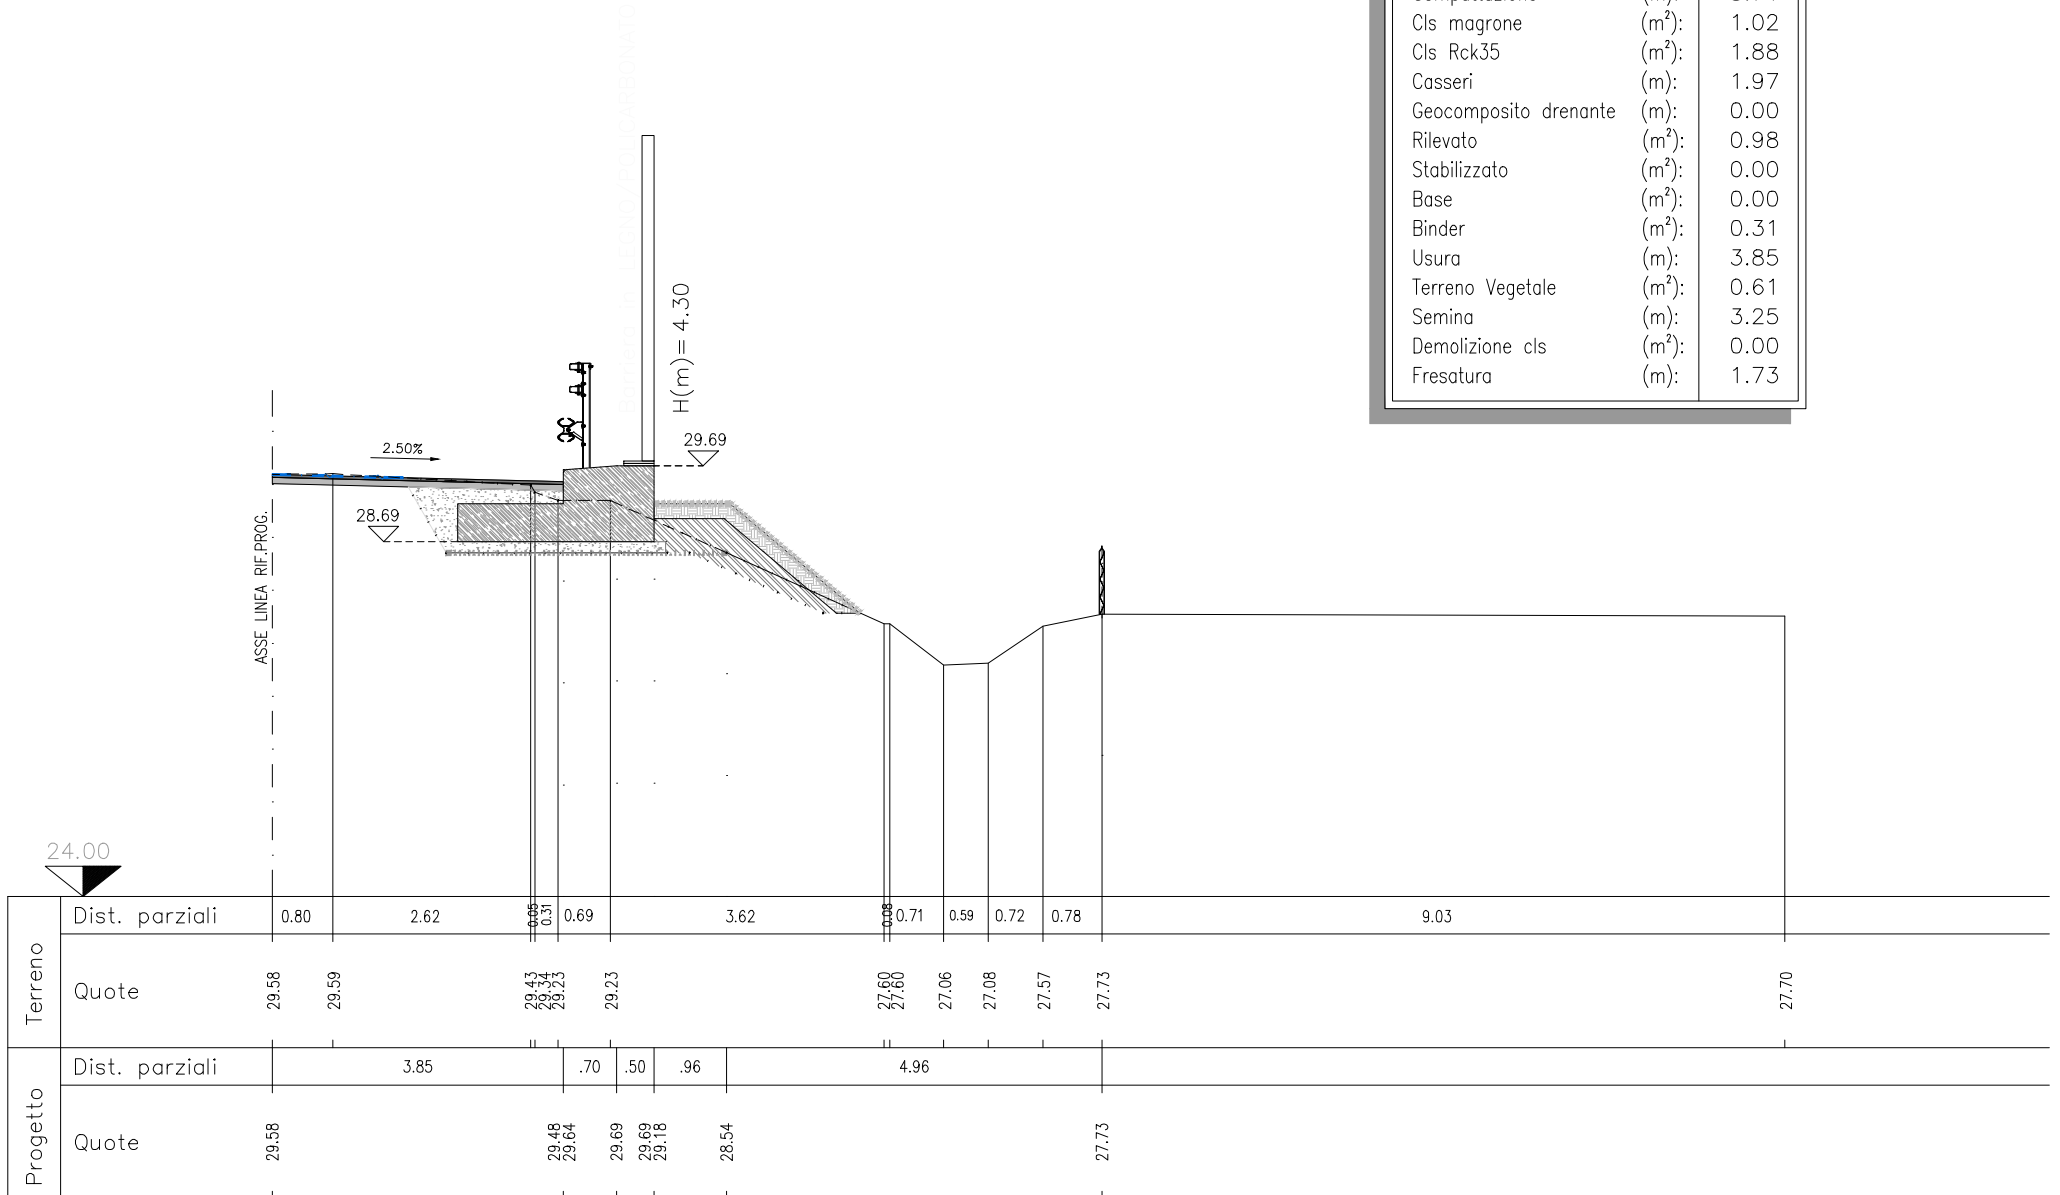 Cls magrone (m²): 1.02
Cls Rck35 (m²): 1.88
Casseri (m): 1.97
Geocomposito drenante (m): 0.00
Rilevato (m²): 0.98
Stabilizzato (m²): 0.00
Base (m²): 0.00
Binder (m²): 0.31
Usura (m): 3.85
Terreno Vegetale (m²): 0.61
Semina (m): 3.25
Demolizione cls (m²): 0.00
Fresatura (m): 1.73
H(m)= 4.30
29.69
2.50%
28.69
ASSE LINEA RIF.PROG.
24.00
Terreno
Dist. parziali 0.80 2.62 0.05 0.31 0.69 3.62 0.08 0.71 0.59 0.72 0.78 9.03
Quote 29.58 29.59 29.43 29.34 29.23 29.23 27.60 27.60 27.06 27.08 27.57 27.73 27.70
Progetto
Dist. parziali 3.85 .70 .50 .96 4.96
Quote 29.58 29.48 29.64 29.69 29.69 29.18 28.54 27.73